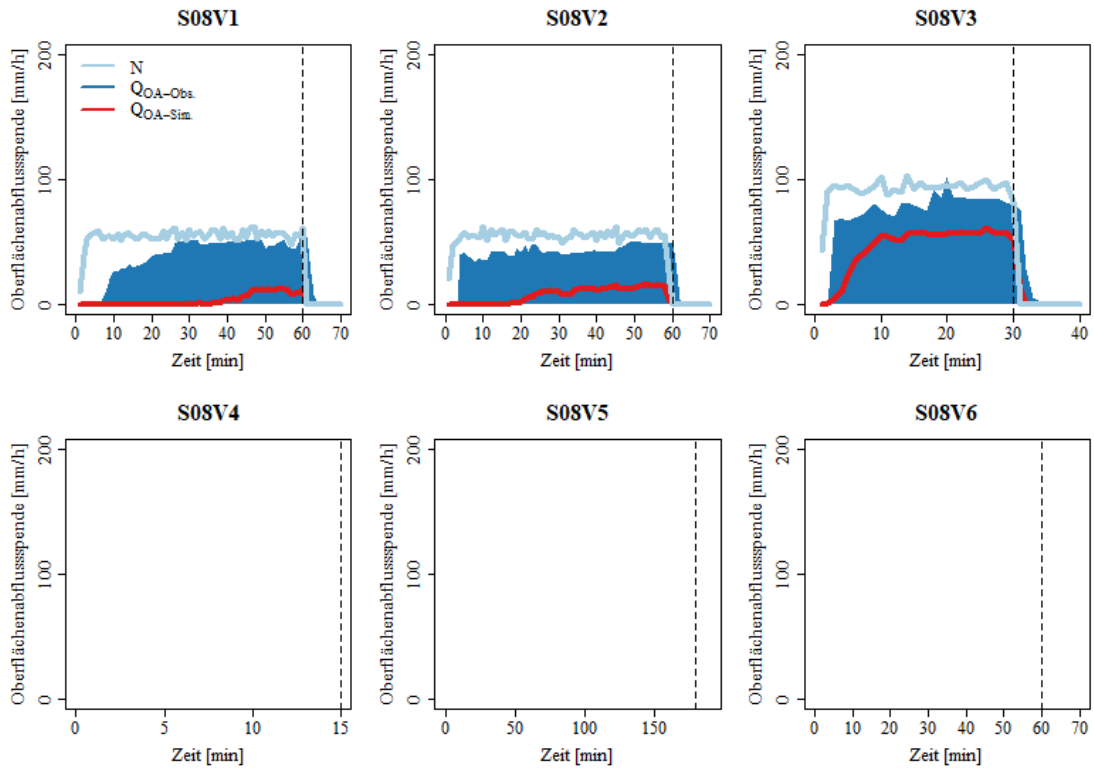 S08V1
S08V2
S08V3
Oberflächenabflussspende [mm/h]
0 100 200
N
QOA−Obs.
QOA−Sim.
0 10 20 30 40 50 60 70
Zeit [min]
Oberflächenabflussspende [mm/h]
0 100 200
0 10 20 30 40 50 60 70
Zeit [min]
Oberflächenabflussspende [mm/h]
0 100 200
0 10 20 30 40
Zeit [min]
S08V4
S08V5
S08V6
Oberflächenabflussspende [mm/h]
0 100 200
0 5 10 15
Zeit [min]
Oberflächenabflussspende [mm/h]
0 100 200
0 50 100 150
Zeit [min]
Oberflächenabflussspende [mm/h]
0 100 200
0 10 20 30 40 50 60 70
Zeit [min]